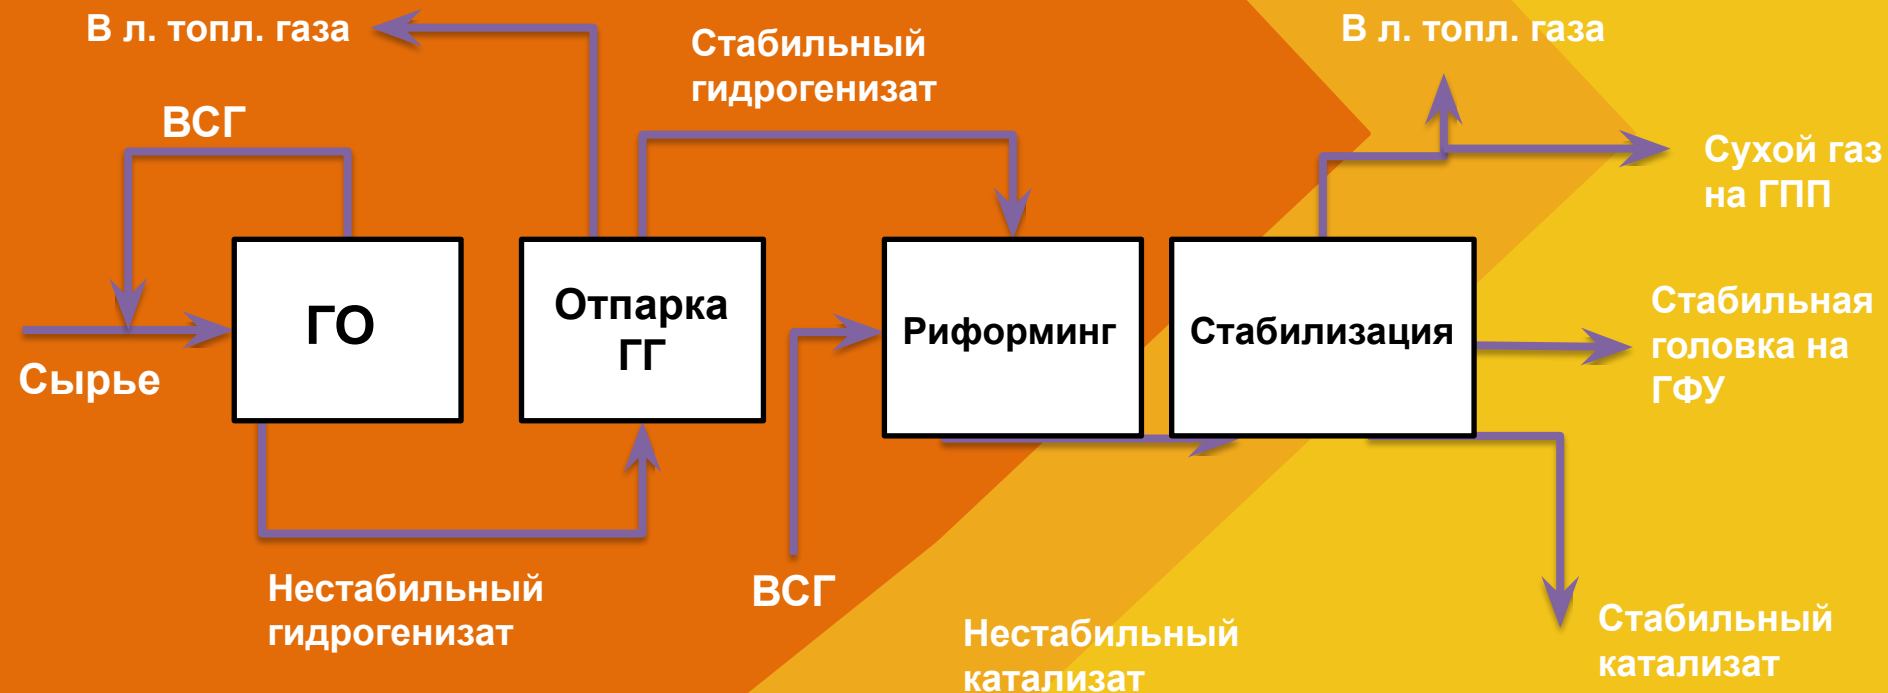 В л. топл. газа
Стабильный
гидрогенизат
В л. топл. газа
ВСГ
Сухой газ
на ГПП
ГО
Отпарка
ГГ
Риформинг
Стабилизация
Стабильная
головка на
ГФУ
Сырье
Нестабильный
гидрогенизат
ВСГ
Нестабильный
катализат
Стабильный
катализат